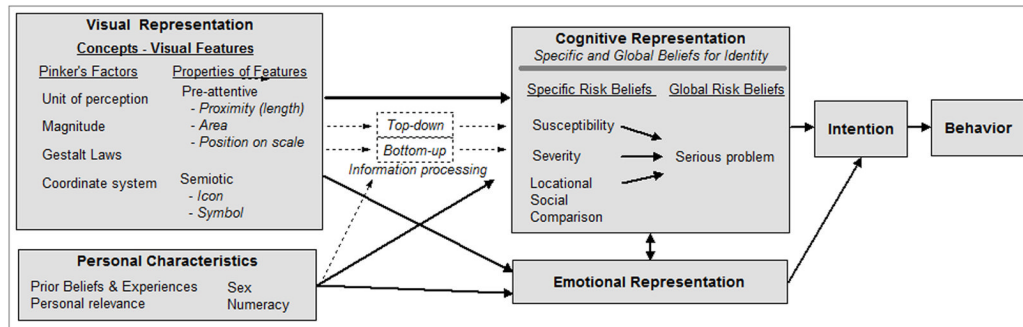 Visual Representation
Concepts - Visual Features
Pinker's Factors
Properties of Features
Unit of perception
Magnitude
Gestalt Laws
Coordinate system
Pre-attentive
- Proximity (length)
- Area
- Position on scale
Semiotic
- Icon
- Symbol
Personal Characteristics
Prior Beliefs & Experiences
Sex
Personal relevance
Numeracy
Top-down
Bottom-up
Information processing
Cognitive Representation
Specific and Global Beliefs for Identity
Specific Risk Beliefs
Global Risk Beliefs
Susceptibility
Severity
Serious problem
Locational
Social
Comparison
Emotional Representation
Intention
Behavior